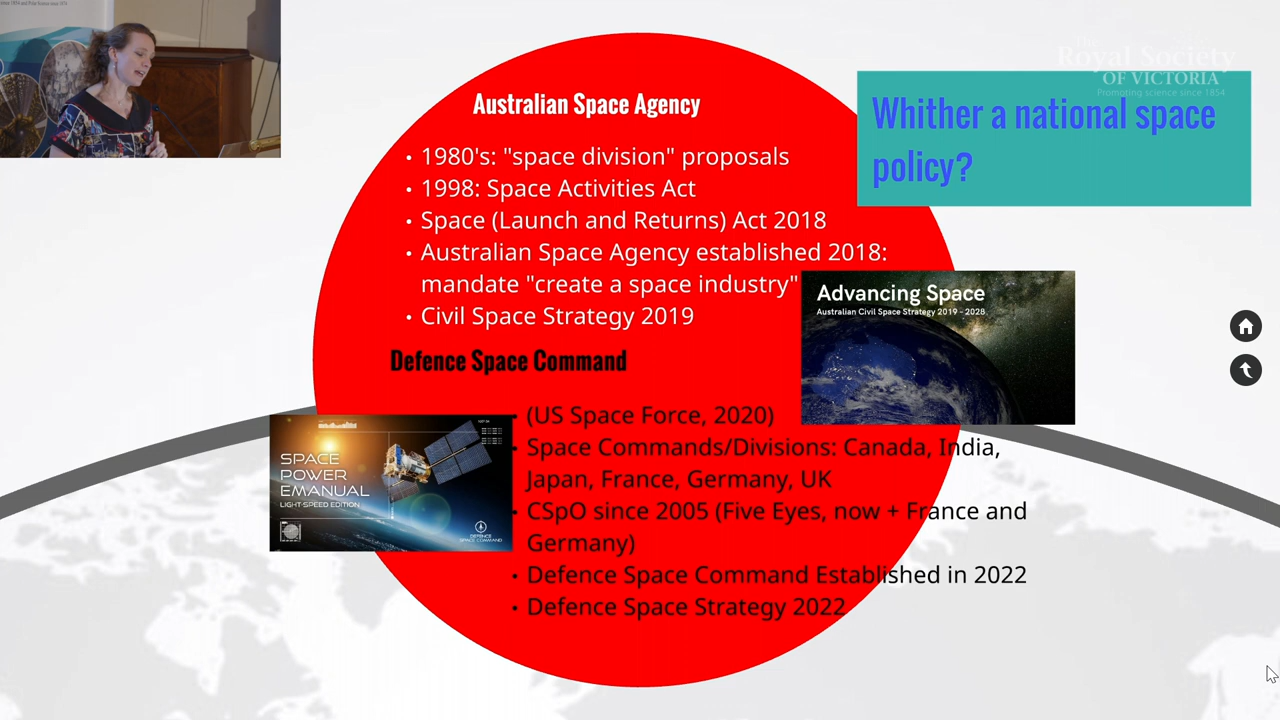 The
Royal Society
OF VICTORIA
Promoting science since 1854
Whither a national space
policy?
Australian Space Agency
• 1980's: "space division" proposals
• 1998: Space Activities Act
• Space (Launch and Returns) Act 2018
• Australian Space Agency established 2018:
mandate "create a space industry"
• Civil Space Strategy 2019
Advancing Space
Australian Civil Space Strategy 2019 - 2028
Defence Space Command
• (US Space Force, 2020)
• Space Commands/Divisions: Canada, India,
Japan, France, Germany, UK
• CSpO since 2005 (Five Eyes, now + France and
Germany)
• Defence Space Command Established in 2022
• Defence Space Strategy 2022
SPACE
POWER
EMANUAL
LIGHT-SPEED EDITION
DEFENCE
SPACE COMMAND